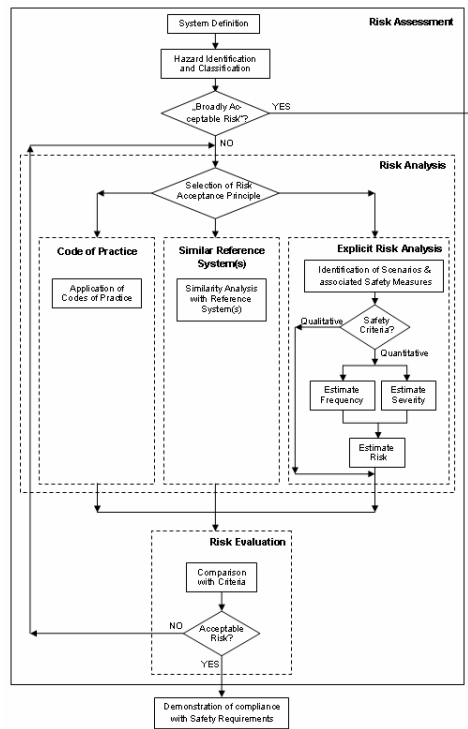 Risk Assessment
System Definition
Hazard Identification
and Classification
„Broadly Ac-
ceptable Risk“?
YES
NO
Risk Analysis
Selection of Risk
Acceptance Principle
Code of Practice
Application of
Codes of Practice
Similar Reference
System(s)
Similarity Analysis
with Reference
System(s)
Explicit Risk Analysis
Identification of Scenarios &
associated Safety Measures
Qualitative
Safety
Criteria?
Quantitative
Estimate
Frequency
Estimate
Severity
Estimate
Risk
Risk Evaluation
Comparison
with Criteria
NO
Acceptable
Risk?
YES
Demonstration of compliance
with Safety Requirements